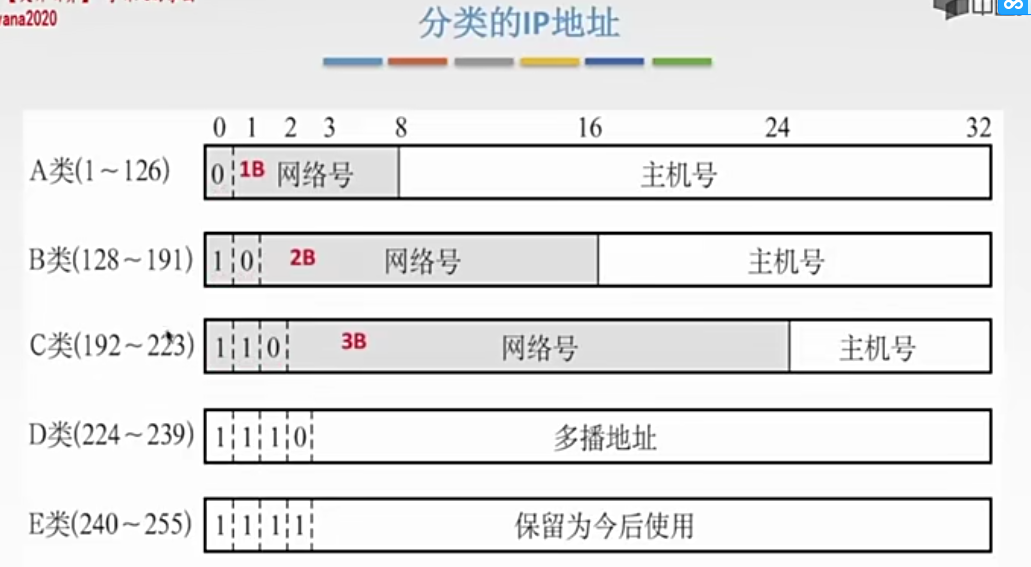 vana2020
分类的IP地址
0 1 2 3 8 16 24 32
A类(1～126) 0 1B 网络号 主机号
B类(128～191) 1 0 2B 网络号 主机号
C类(192～223) 1 1 0 3B 网络号 主机号
D类(224～239) 1 1 1 0 多播地址
E类(240～255) 1 1 1 1 保留为今后使用